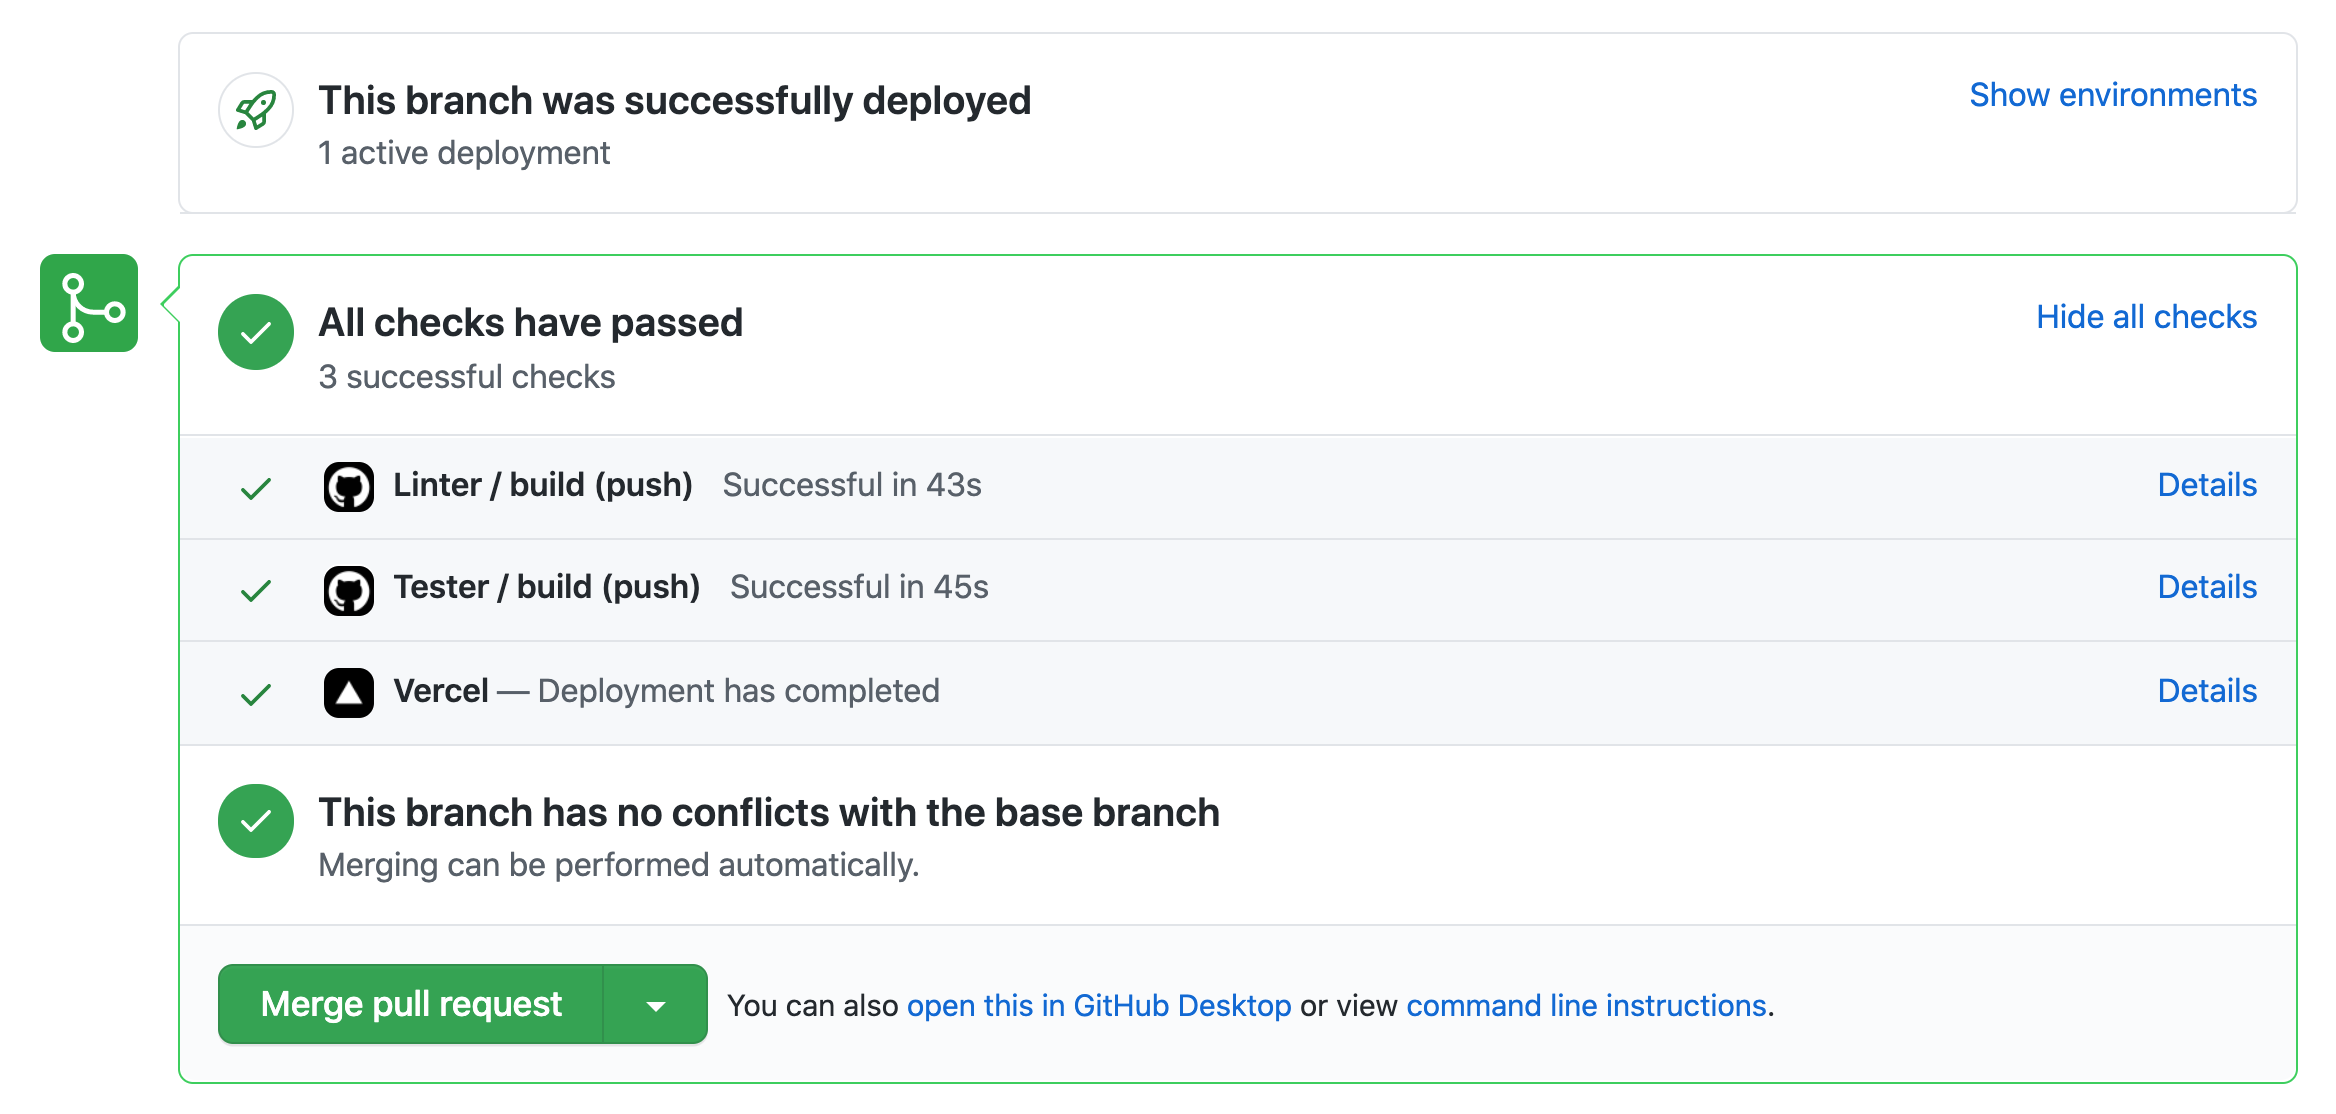 This branch was successfully deployed
Show environments
1 active deployment
All checks have passed
Hide all checks
3 successful checks
Linter / build (push) Successful in 43s Details
Tester / build (push) Successful in 45s Details
Vercel — Deployment has completed Details
This branch has no conflicts with the base branch
Merging can be performed automatically.
Merge pull request
You can also open this in GitHub Desktop or view command line instructions.